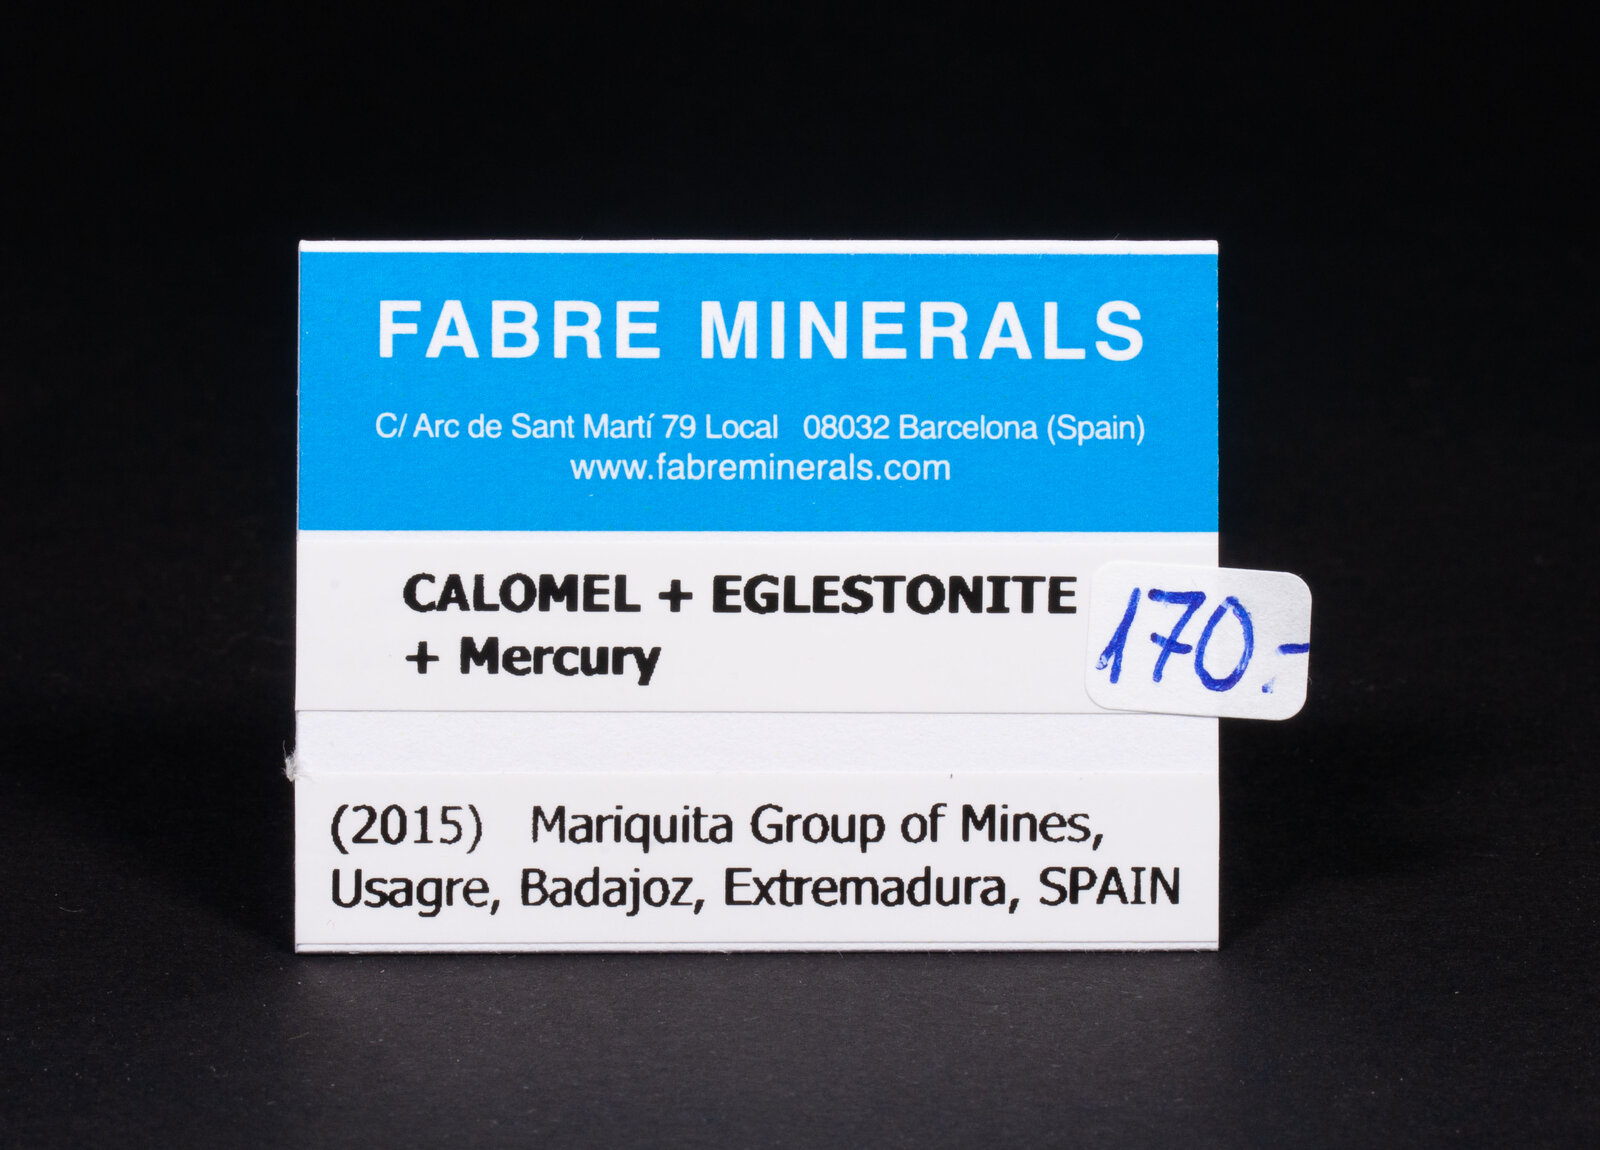 FABRE MINERALS
C/ Arc de Sant Martí 79 Local 08032 Barcelona (Spain)
www.fabreminerals.com
CALOMEL + EGLESTONITE
+ Mercury
170.-
(2015) Mariquita Group of Mines,
Usagre, Badajoz, Extremadura, SPAIN